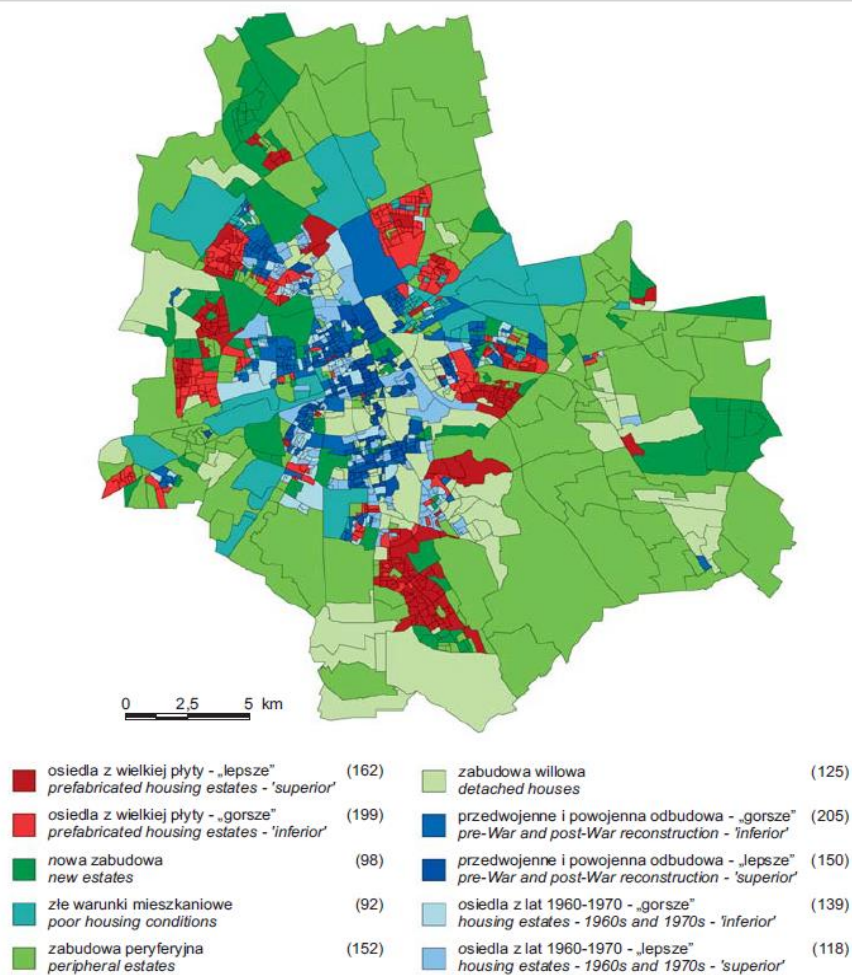 0 2,5 5 km
osiedla z wielkiej płyty - „lepsze” (162)
prefabricated housing estates - 'superior'
osiedla z wielkiej płyty - „gorsze” (199)
prefabricated housing estates - 'inferior'
nowa zabudowa (98)
new estates
złe warunki mieszkaniowe (92)
poor housing conditions
zabudowa peryferyjna (152)
peripheral estates
zabudowa willowa (125)
detached houses
przedwojenne i powojenna odbudowa - „gorsze” (205)
pre-War and post-War reconstruction - 'inferior'
przedwojenne i powojenna odbudowa - „lepsze” (150)
pre-War and post-War reconstruction - 'superior'
osiedla z lat 1960-1970 - „gorsze” (139)
housing estates - 1960s and 1970s - 'inferior'
osiedla z lat 1960-1970 - „lepsze” (118)
housing estates - 1960s and 1970s - 'superior'